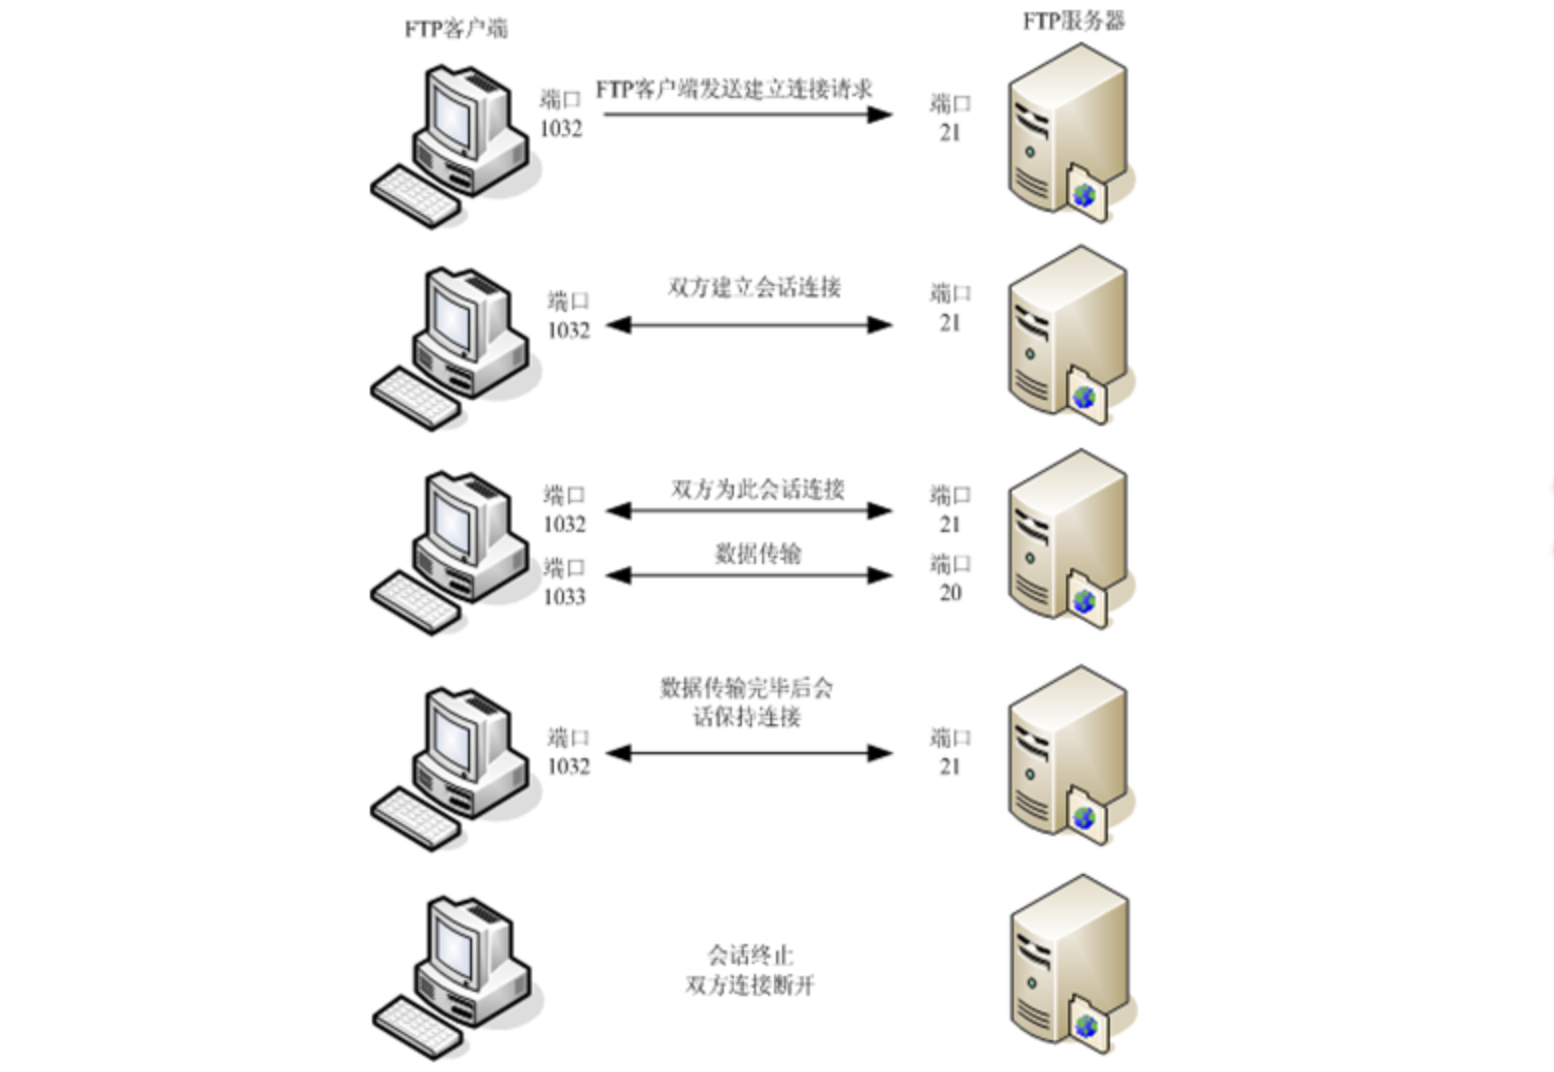 FTP客户端
FTP服务器
端口
1032
FTP客户端发送建立连接请求
端口
21
端口
1032
双方建立会话连接
端口
21
端口
1032
双方为此会话连接
端口
21
端口
1033
数据传输
端口
20
端口
1032
数据传输完毕后会
话保持连接
端口
21
会话终止
双方连接断开